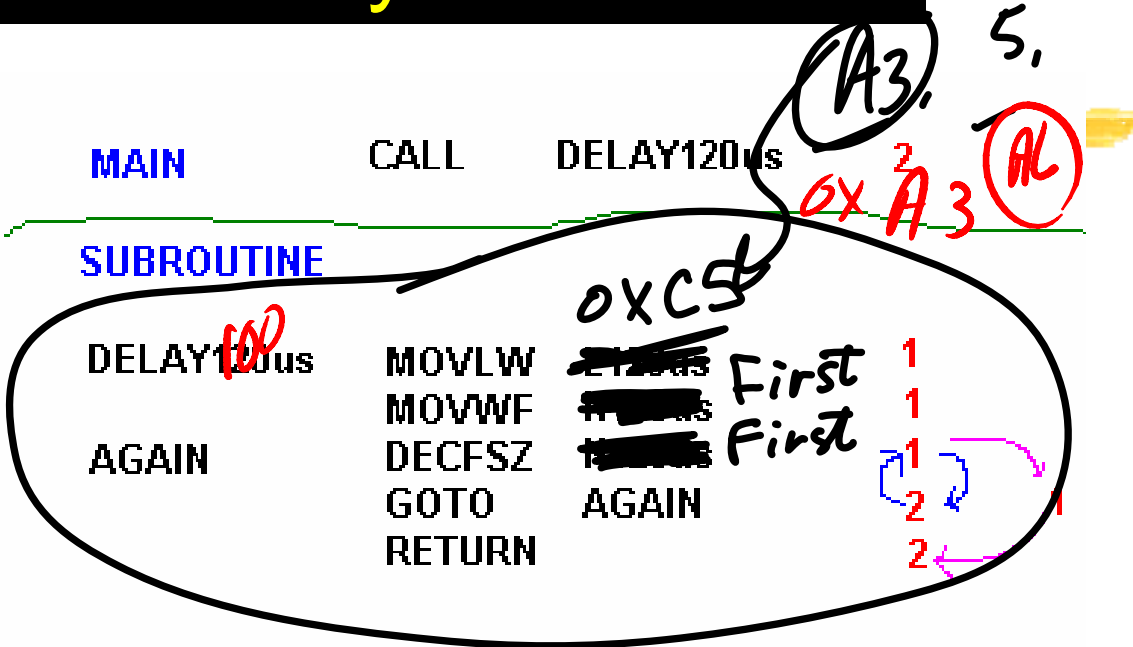 A3, 5,
MAIN CALL DELAY120us 2 AC
0X A3
SUBROUTINE
0XC5
DELAY100us MOVLW First 1
MOVWF First 1
AGAIN DECFSZ 1
GOTO AGAIN 2 1
RETURN 2